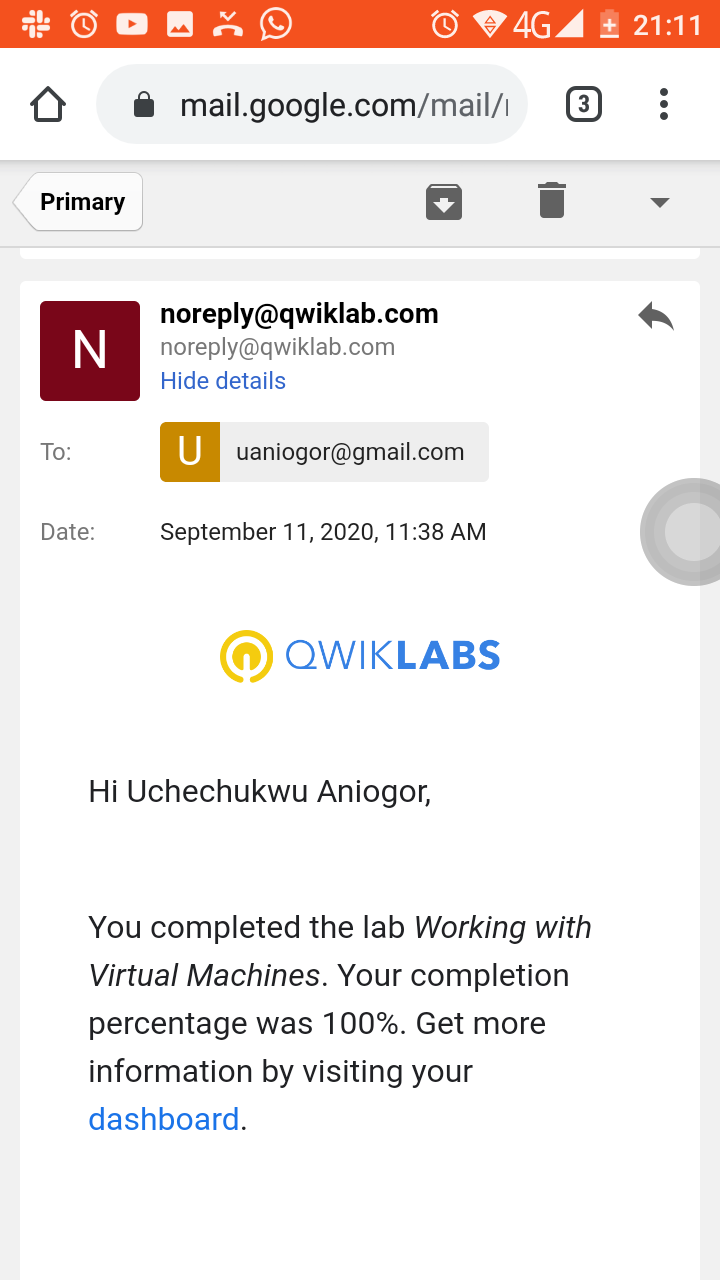 4G 21:11
mail.google.com/mail/ 3
Primary
N noreply@qwiklab.com
noreply@qwiklab.com
Hide details
To: U uaniogor@gmail.com
Date: September 11, 2020, 11:38 AM
QWIKLABS
Hi Uchechukwu Aniogor,
You completed the lab Working with
Virtual Machines. Your completion
percentage was 100%. Get more
information by visiting your
dashboard.